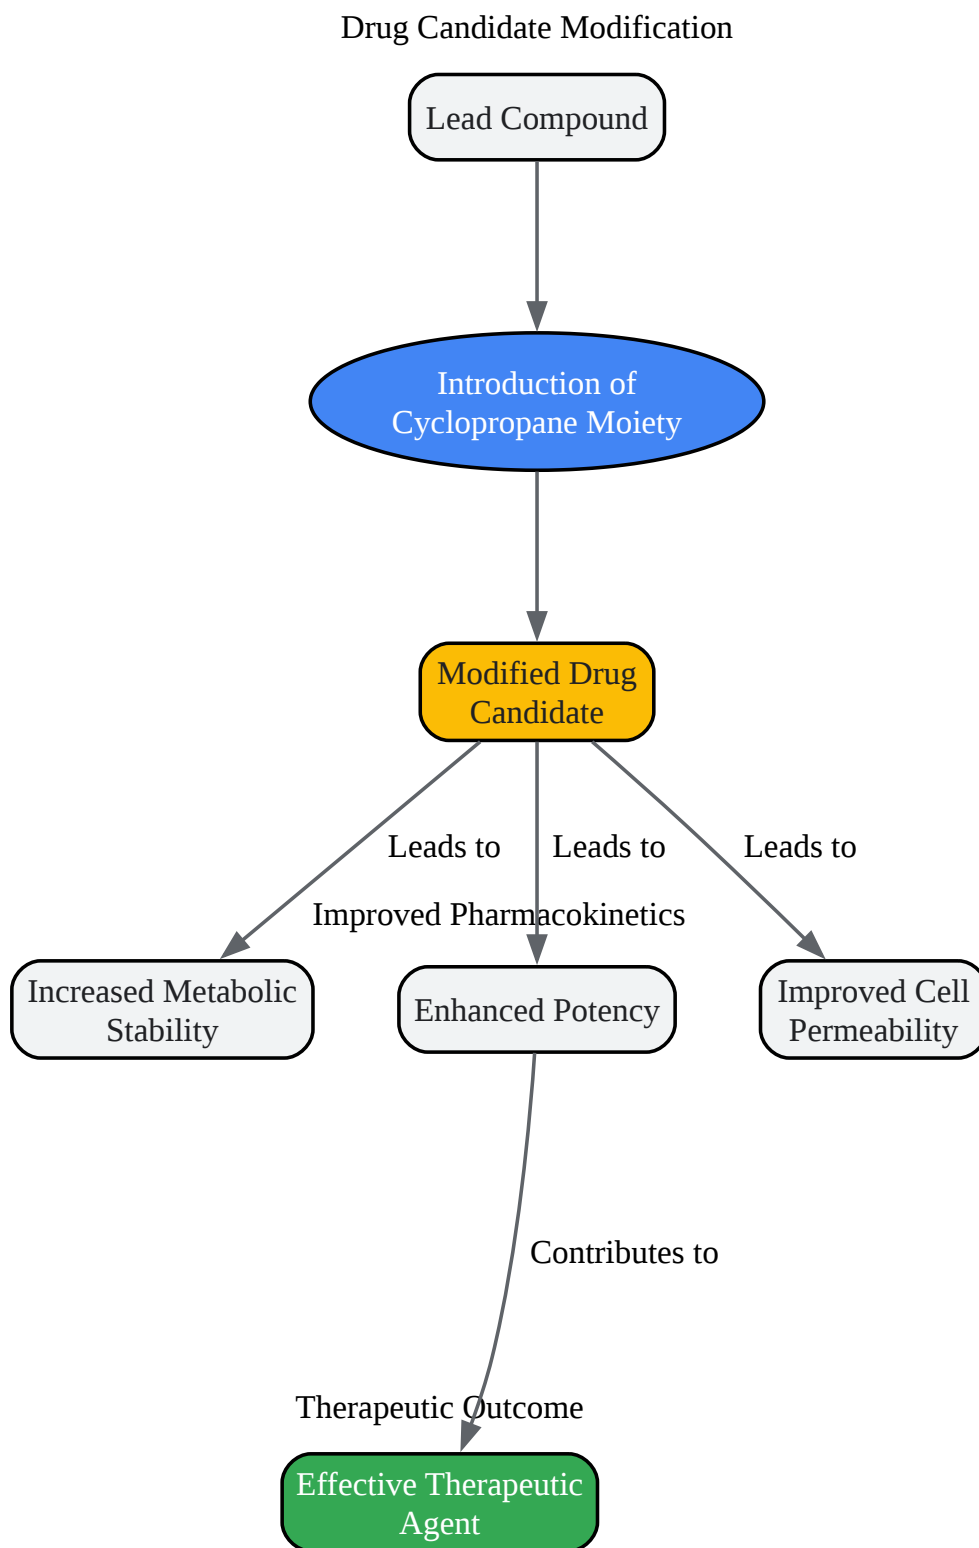 Drug Candidate Modification
Lead Compound
Introduction of
Cyclopropane Moiety
Modified Drug
Candidate
Leads to
Leads to
Leads to
Improved Pharmacokinetics
Increased Metabolic
Stability
Enhanced Potency
Improved Cell
Permeability
Contributes to
Therapeutic Outcome
Effective Therapeutic
Agent